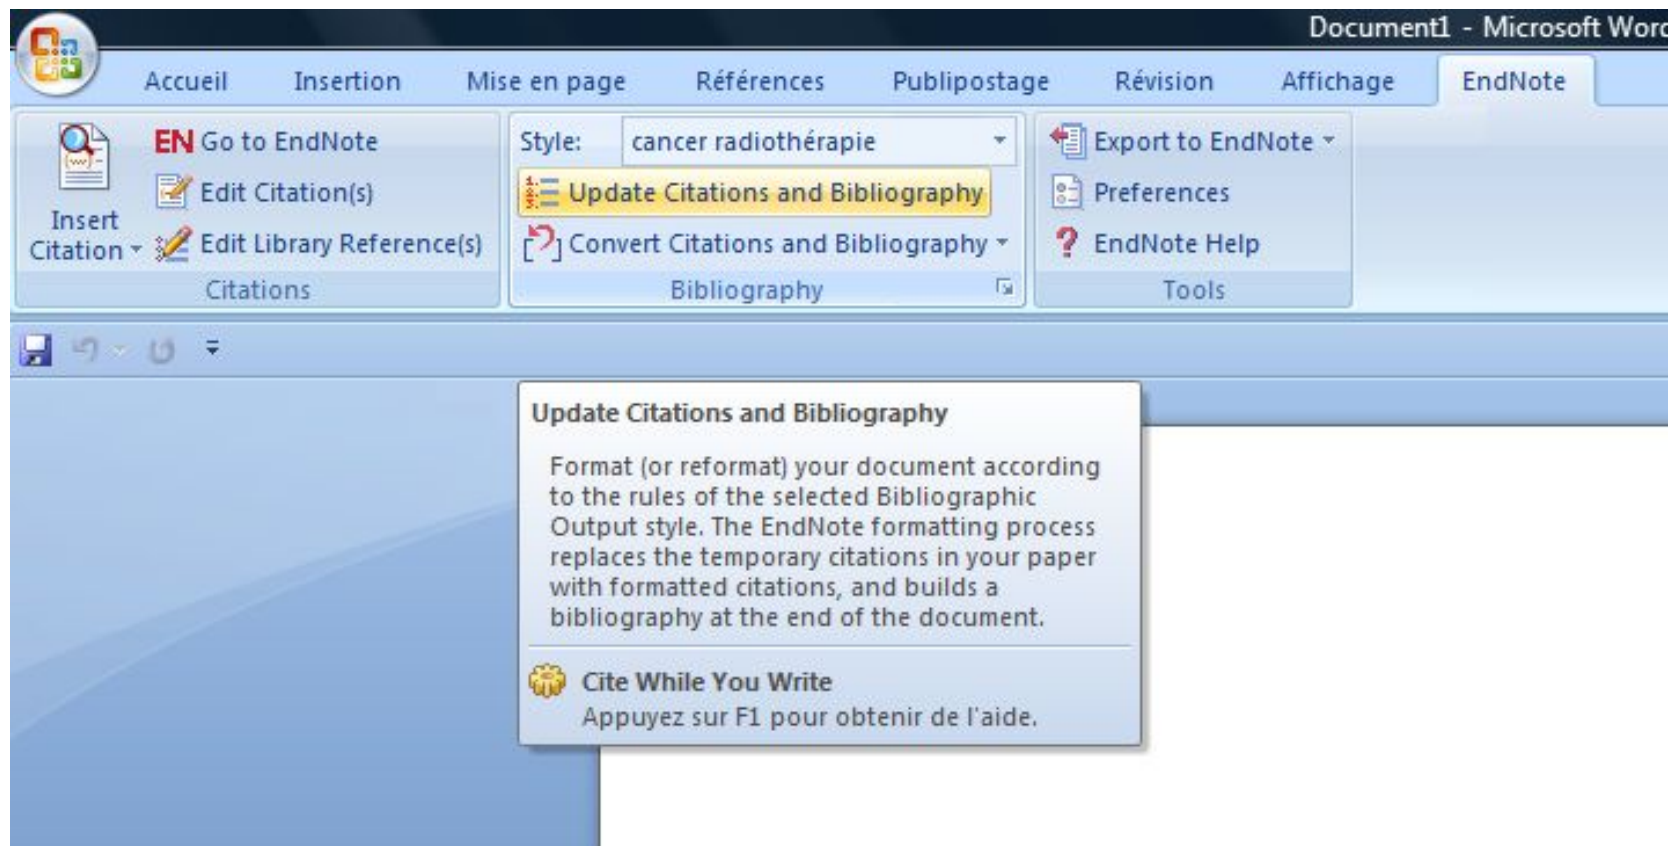 Document1 - Microsoft Word
Accueil Insertion Mise en page Références Publipostage Révision Affichage EndNote
Insert Citation
EN Go to EndNote
Edit Citation(s)
Edit Library Reference(s)
Citations
Style: cancer radiothérapie
Update Citations and Bibliography
Convert Citations and Bibliography
Bibliography
Export to EndNote
Preferences
? EndNote Help
Tools
Update Citations and Bibliography
Format (or reformat) your document according
to the rules of the selected Bibliographic
Output style. The EndNote formatting process
replaces the temporary citations in your paper
with formatted citations, and builds a
bibliography at the end of the document.
Cite While You Write
Appuyez sur F1 pour obtenir de l'aide.